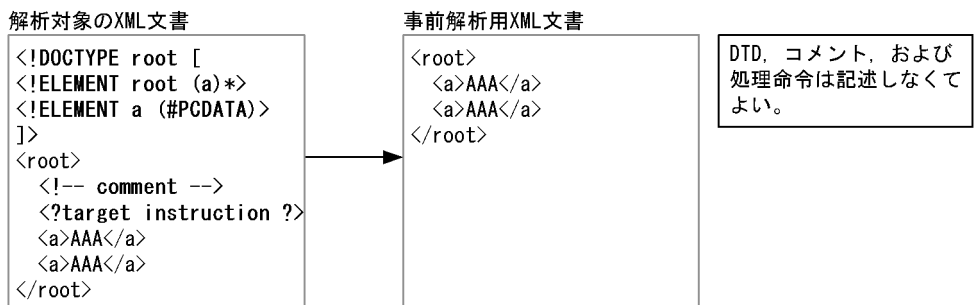 解析対象のXML文書
<!DOCTYPE root [
<!ELEMENT root (a)*>
<!ELEMENT a (#PCDATA)>
]>
<root>
  <!-- comment -->
  <?target instruction ?>
  <a>AAA</a>
  <a>AAA</a>
</root>
事前解析用XML文書
<root>
  <a>AAA</a>
  <a>AAA</a>
</root>
DTD，コメント，および
処理命令は記述しなくて
よい。